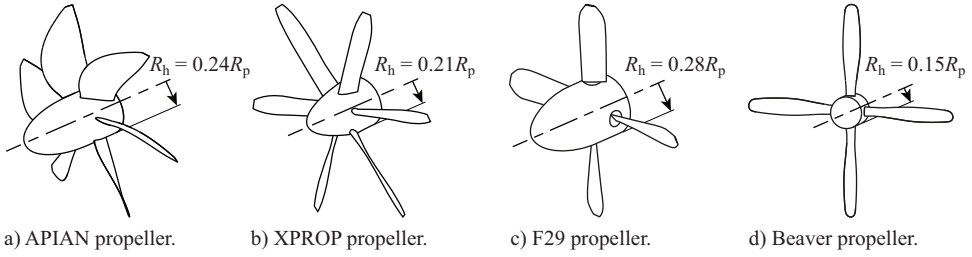 R_h = 0.24R_p
R_h = 0.21R_p
R_h = 0.28R_p
R_h = 0.15R_p
a) APIAN propeller.
b) XPROP propeller.
c) F29 propeller.
d) Beaver propeller.